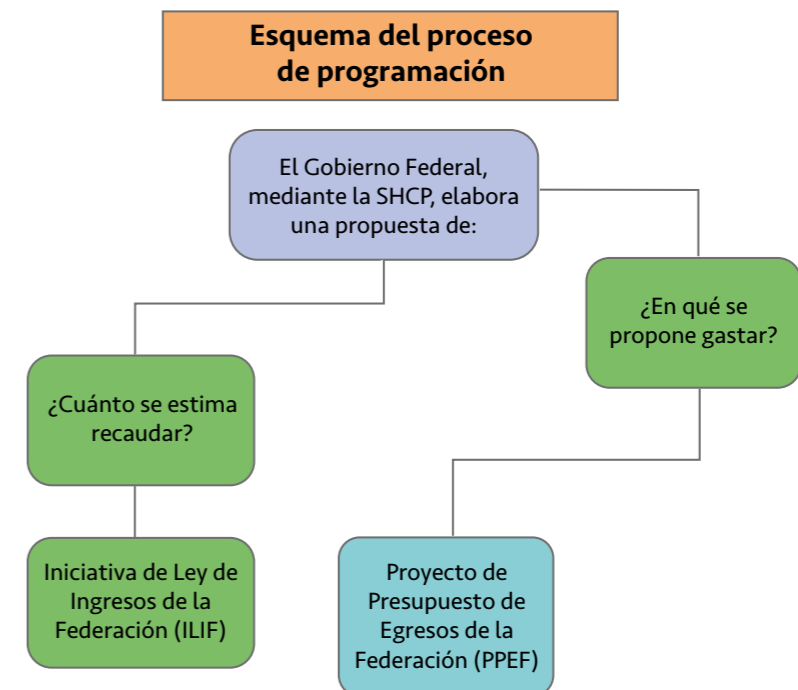 Esquema del proceso
de programación
El Gobierno Federal,
mediante la SHCP, elabora
una propuesta de:
¿En qué se
propone gastar?
¿Cuánto se estima
recaudar?
Iniciativa de Ley de
Ingresos de la
Federación (ILIF)
Proyecto de
Presupuesto de
Egresos de la
Federación (PPEF)